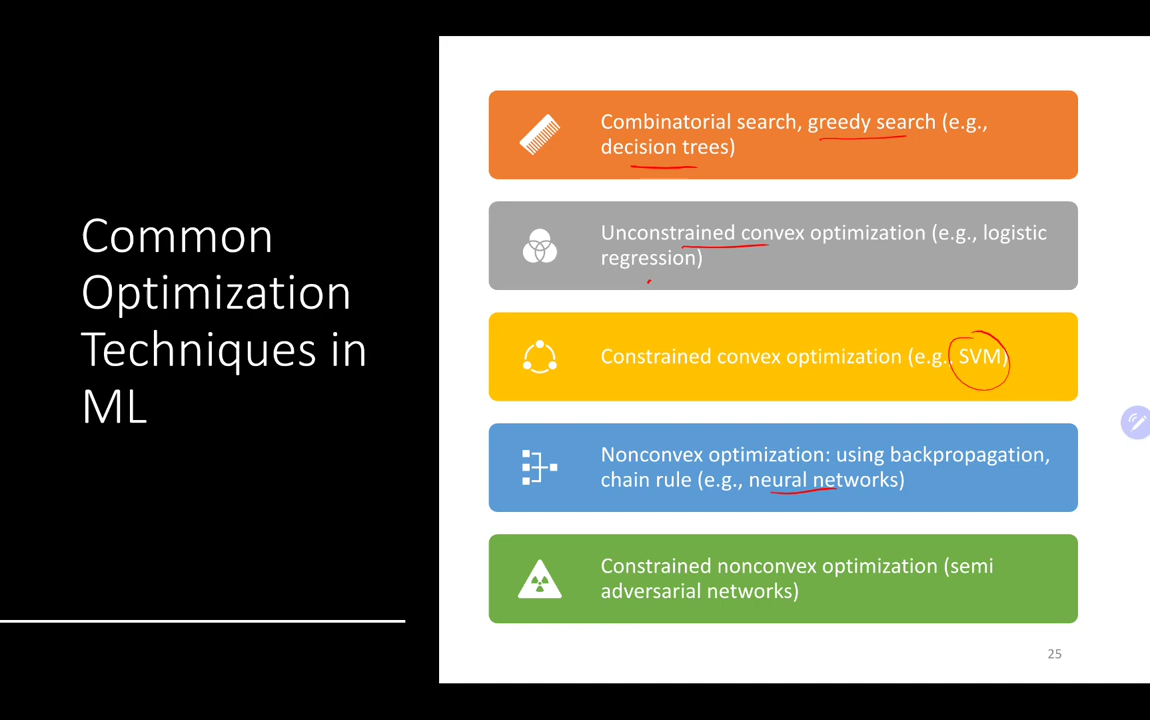 Common
Optimization
Techniques in
ML
Combinatorial search, greedy search (e.g.,
decision trees)
Unconstrained convex optimization (e.g., logistic
regression)
Constrained convex optimization (e.g., SVM)
Nonconvex optimization: using backpropagation,
chain rule (e.g., neural networks)
Constrained nonconvex optimization (semi
adversarial networks)
25